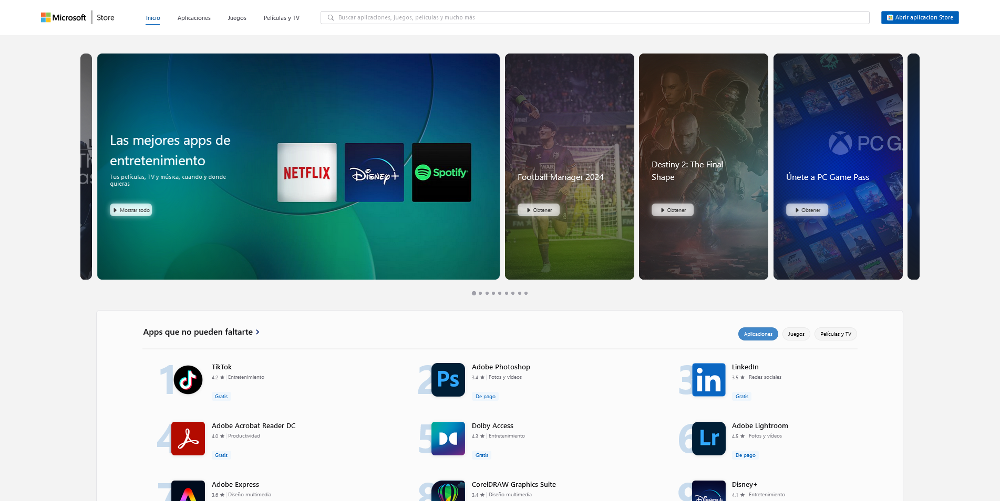 Microsoft
Store
Inicio
Aplicaciones
Juegos
Películas y TV
Buscar aplicaciones, juegos, películas y mucho más
Abrir aplicación Store
Las mejores apps de
entretenimiento
Tus películas, TV y música, cuando y donde
quieras
Mostrar todo
NETFLIX
Disney+
Spotify
Football Manager 2024
Obtener
Destiny 2: The Final
Shape
Obtener
PC GA
Únete a PC Game Pass
Obtener
Apps que no pueden faltarte
Aplicaciones
Juegos
Películas y TV
1
TikTok
4.2 ★ | Entretenimiento
Gratis
2
Ps
Adobe Photoshop
3.4 ★ | Fotos y vídeos
De pago
3
in
LinkedIn
3.5 ★ | Redes sociales
Gratis
4
Adobe Acrobat Reader DC
4.0 ★ | Productividad
Gratis
5
Dolby Access
4.3 ★ | Entretenimiento
Gratis
6
Lr
Adobe Lightroom
4.5 ★ | Fotos y vídeos
De pago
7
Adobe Express
3.6 ★ | Diseño multimedia
8
CorelDRAW Graphics Suite
3.4 ★ | Diseño multimedia
9
Disney+
Disney+
4.1 ★ | Entretenimiento